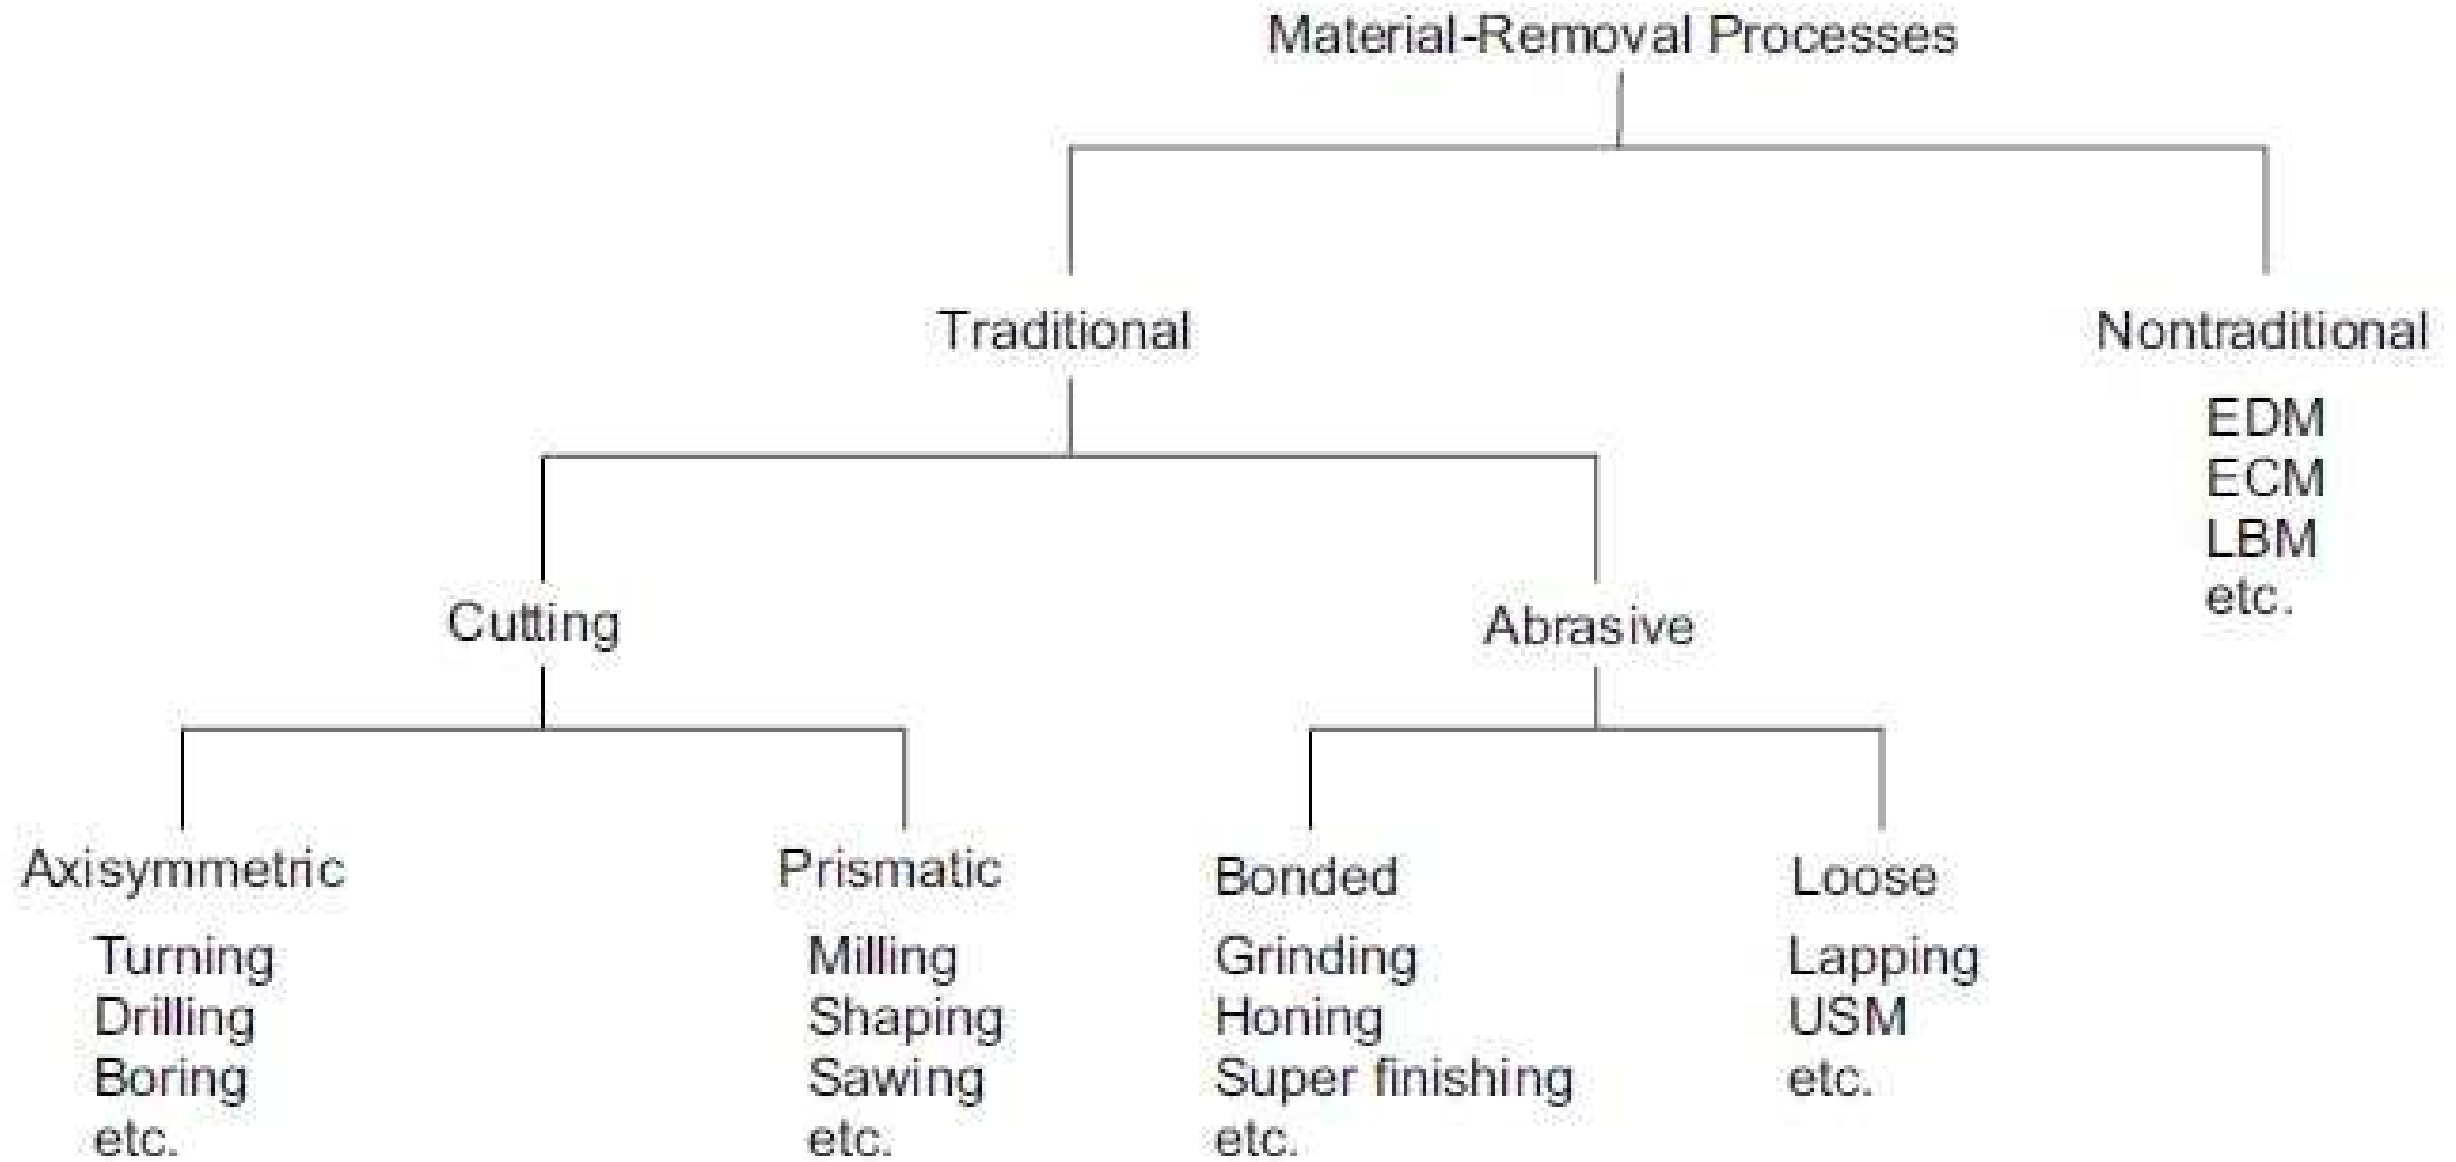 Material-Removal Processes
Traditional
Nontraditional
EDM
ECM
LBM
etc.
Cutting
Abrasive
Axisymmetric
Turning
Drilling
Boring
etc.
Prismatic
Milling
Shaping
Sawing
etc.
Bonded
Grinding
Honing
Super finishing
etc.
Loose
Lapping
USM
etc.